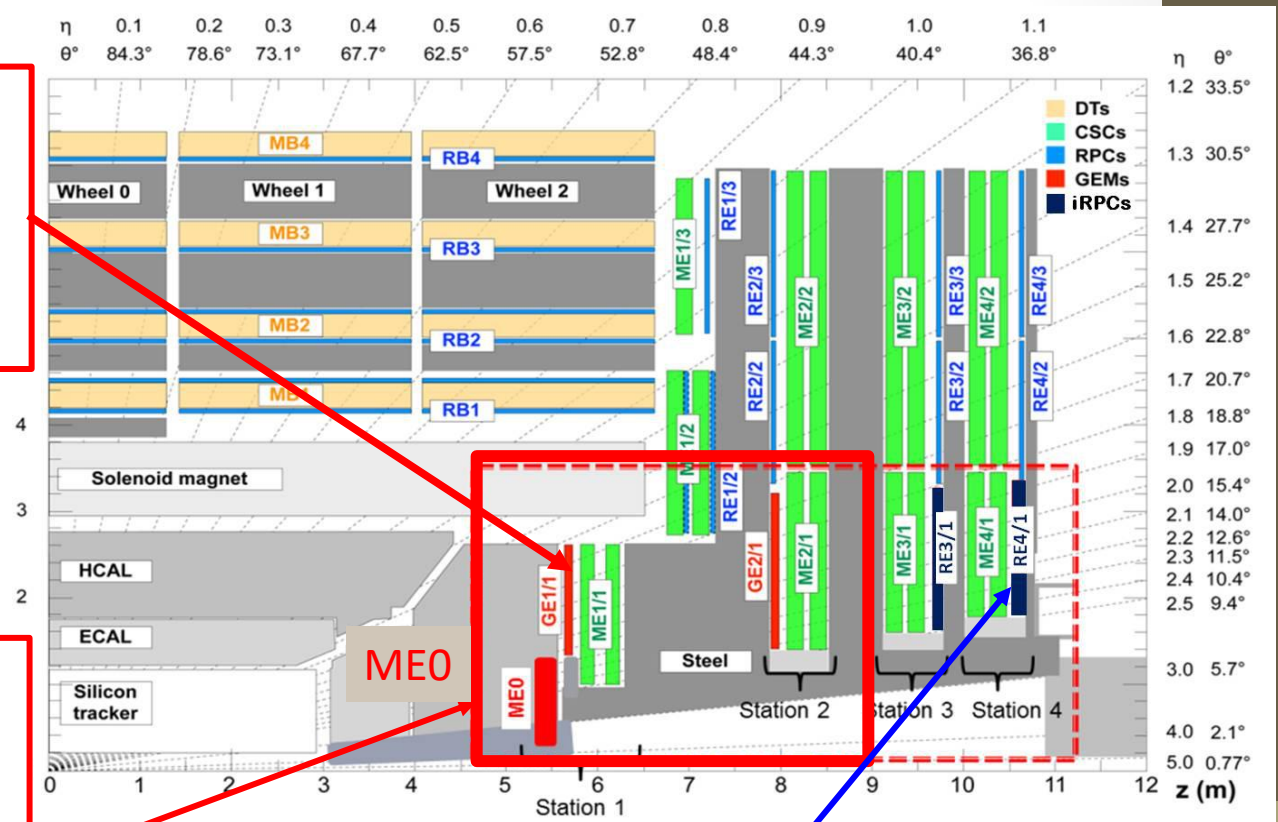 η 0.1 0.2 0.3 0.4 0.5 0.6 0.7 0.8 0.9 1.0 1.1
θ° 84.3° 78.6° 73.1° 67.7° 62.5° 57.5° 52.8° 48.4° 44.3° 40.4° 36.8° η θ°
1.2 33.5°
DTs
CSCs
RPCs
GEMs
iRPCs
MB4
RB4
1.3 30.5°
Wheel 0 Wheel 1 Wheel 2
RE1/3
MB3
RB3
1.4 27.7°
ME1/3
RE2/3
ME2/2
ME3/2
RE3/3
ME4/2
RE4/3
1.5 25.2°
MB2
RB2
1.6 22.8°
RE2/2
RE3/2
RE4/2
1.7 20.7°
RB1
1.8 18.8°
4
1.9 17.0°
Solenoid magnet
RE1/2
2.0 15.4°
3
2.1 14.0°
2.2 12.6°
2.3 11.5°
2.4 10.4°
2.5 9.4°
HCAL
GE1/1
ME1/1
GE2/1
ME2/1
ME3/1
RE3/1
ME4/1
RE4/1
2
ECAL
ME0
Steel
3.0 5.7°
Silicon
tracker
ME0
Station 2 Station 3 Station 4
4.0 2.1°
5.0 0.77°
0 1 2 3 4 5 6 7 8 9 10 11 12 z (m)
Station 1